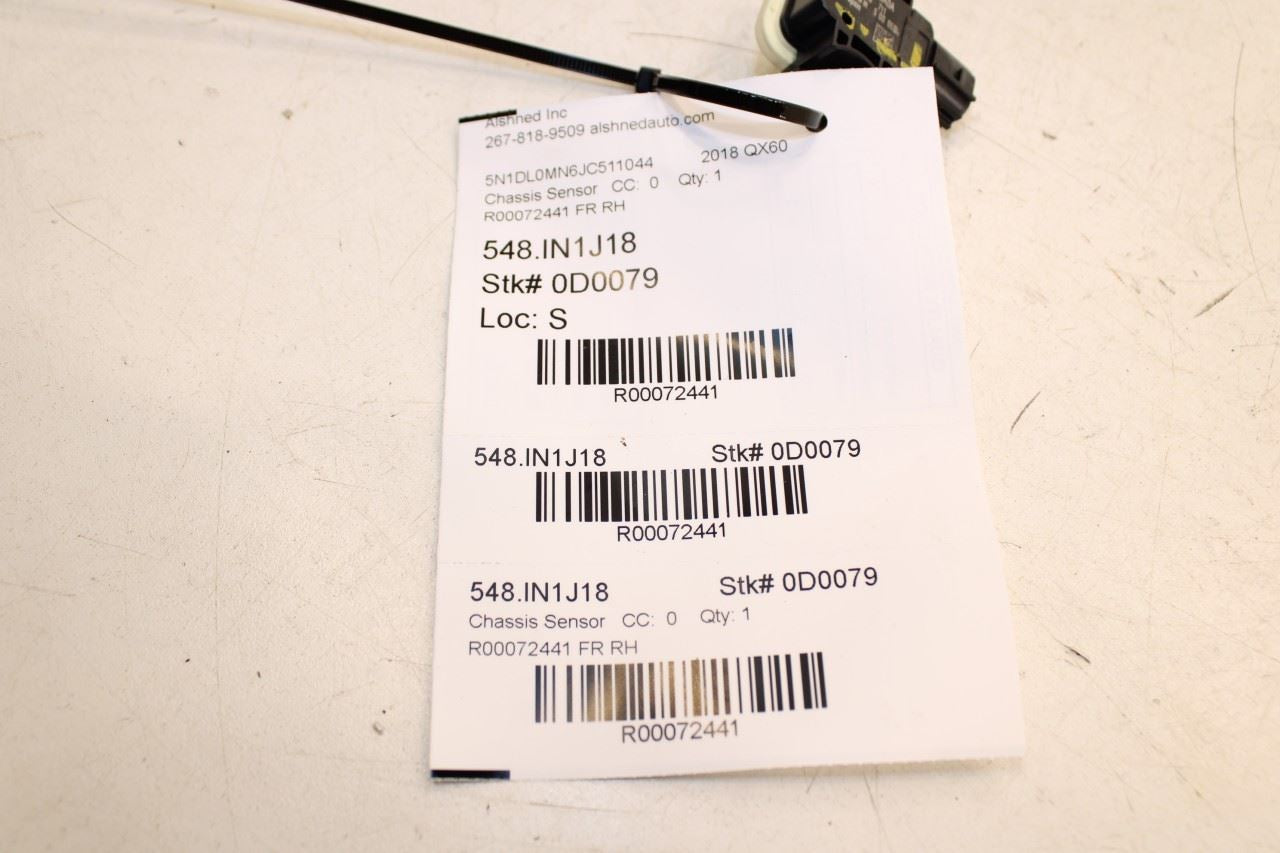 Alshned Inc
267-818-9509 alshnedauto.com
5N1DL0MN6JC511044 2018 QX60
Chassis Sensor CC: 0 Qty: 1
R00072441 FR RH
548.IN1J18
Stk# 0D0079
Loc: S
R00072441
548.IN1J18 Stk# 0D0079
R00072441
548.IN1J18 Stk# 0D0079
Chassis Sensor CC: 0 Qty: 1
R00072441 FR RH
R00072441